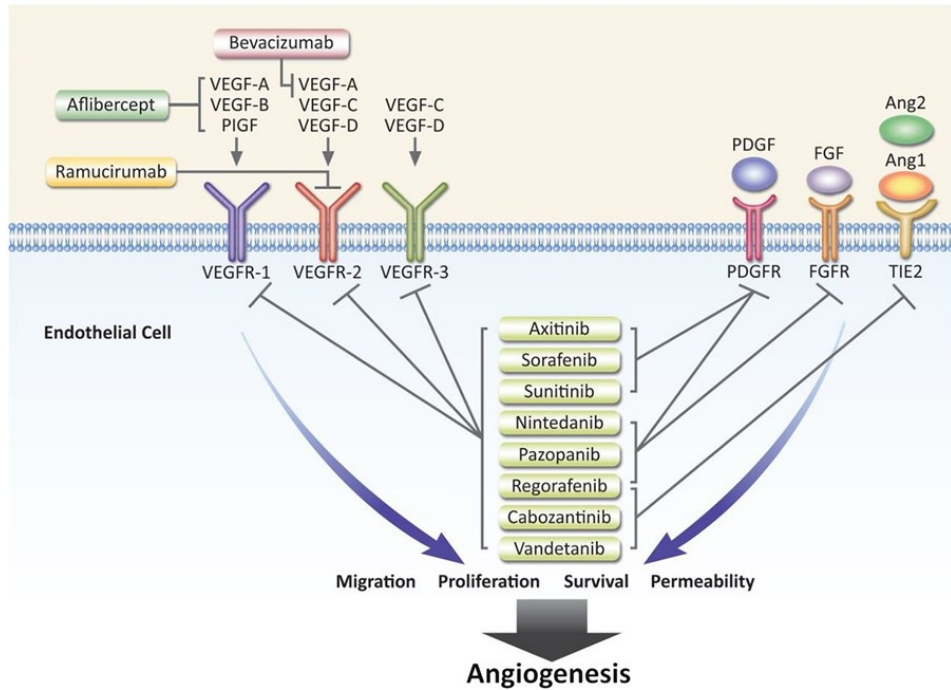 Bevacizumab
Aflibercept
VEGF-A
VEGF-B
PIGF
VEGF-A
VEGF-C
VEGF-D
VEGF-C
VEGF-D
Ramucirumab
PDGF
FGF
Ang2
Ang1
VEGFR-1
VEGFR-2
VEGFR-3
PDGFR
FGFR
TIE2
Endothelial Cell
Axitinib
Sorafenib
Sunitinib
Nintedanib
Pazopanib
Regorafenib
Cabozantinib
Vandetanib
Migration Proliferation Survival Permeability
Angiogenesis